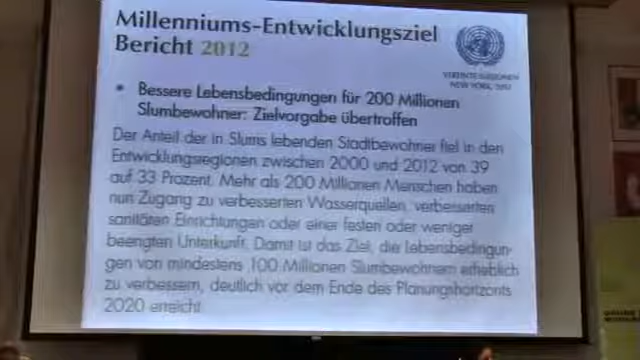 Millenniums-Entwicklungsziel
Bericht 2012
VEREINTE NATIONEN
NEW YORK, 2012
• Bessere Lebensbedingungen für 200 Millionen
Slumbewohner: Zielvorgabe übertroffen
Der Anteil der in Slums lebenden Stadtbewohner fiel in den
Entwicklungsregionen zwischen 2000 und 2012 von 39
auf 33 Prozent. Mehr als 200 Millionen Menschen haben
nun Zugang zu verbesserten Wasserquellen, verbesserten
sanitären Einrichtungen oder einer festen oder weniger
beengten Unterkunft. Damit ist das Ziel, die Lebensbedingun-
gen von mindestens 100 Millionen Slumbewohnern erheblich
zu verbessern, deutlich vor dem Ende des Planungshorizonts
2020 erreicht.